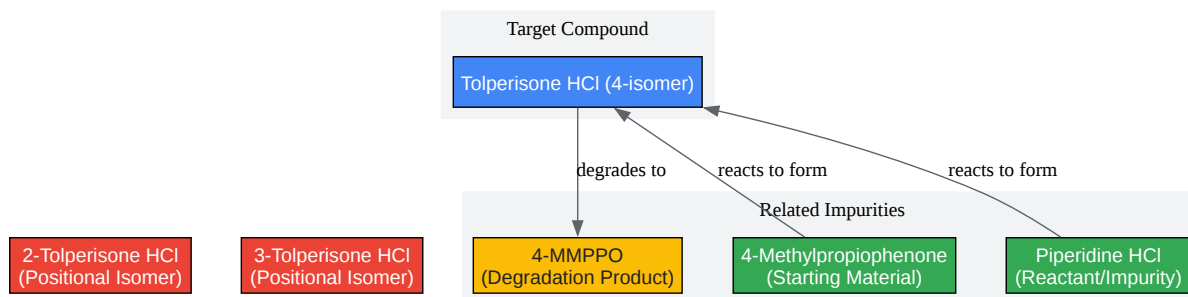 Target Compound
Tolperisone HCl (4-isomer)
degrades to
reacts to form
reacts to form
Related Impurities
2-Tolperisone HCl
(Positional Isomer)
3-Tolperisone HCl
(Positional Isomer)
4-MMPPO
(Degradation Product)
4-Methylpropiophenone
(Starting Material)
Piperidine HCl
(Reactant/Impurity)